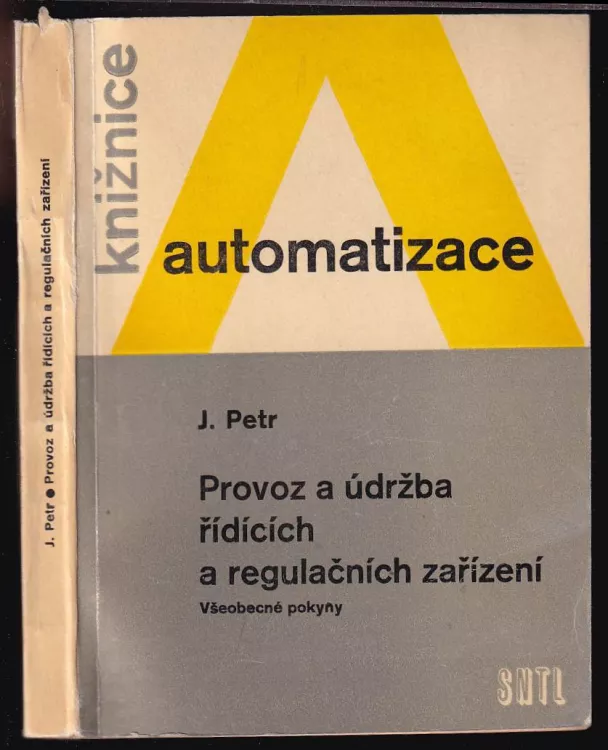 J. Petr ● Provoz a údržba řídících a regulačních zařízení
knižnice
automatizace
J. Petr
Provoz a údržba
řídících
a regulačních zařízení
Všeobecné pokyny
SNTL